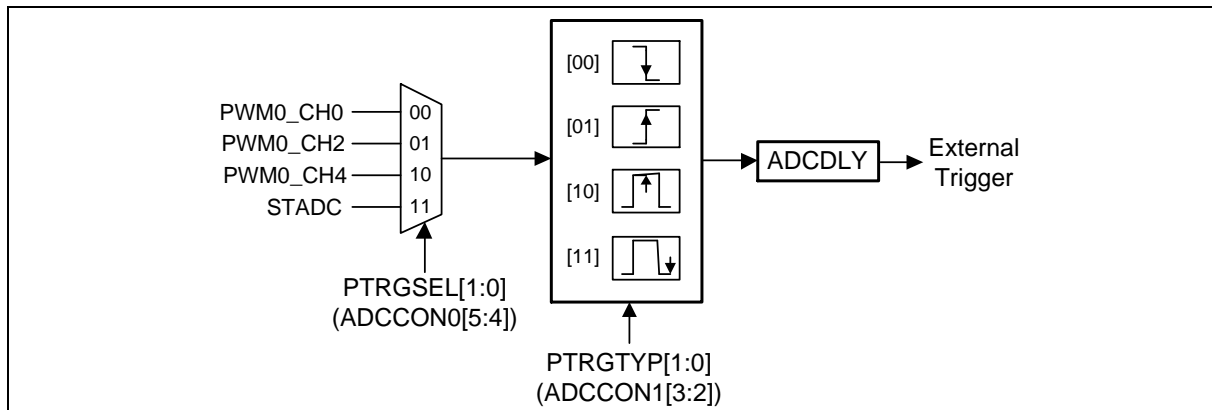 PWM0_CH0
PWM0_CH2
PWM0_CH4
STADC
00
01
10
11
PTRGSEL[1:0]
(ADCCON0[5:4])
[00]
[01]
[10]
[11]
PTRGTYP[1:0]
(ADCCON1[3:2])
ADCDLY
External
Trigger